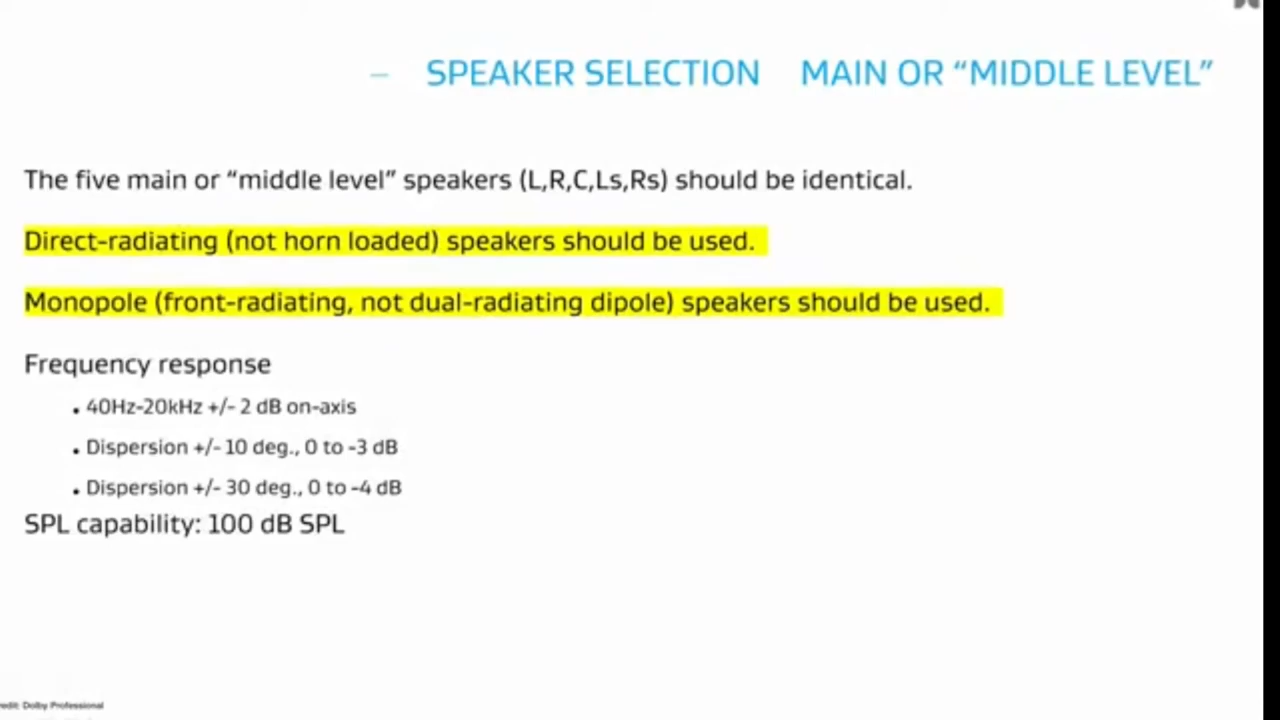 – SPEAKER SELECTION MAIN OR “MIDDLE LEVEL”
The five main or “middle level” speakers (L,R,C,Ls,Rs) should be identical.
Direct-radiating (not horn loaded) speakers should be used.
Monopole (front-radiating, not dual-radiating dipole) speakers should be used.
Frequency response
• 40Hz-20kHz +/- 2 dB on-axis
• Dispersion +/- 10 deg., 0 to -3 dB
• Dispersion +/- 30 deg., 0 to -4 dB
SPL capability: 100 dB SPL
redit: Dolby Professional